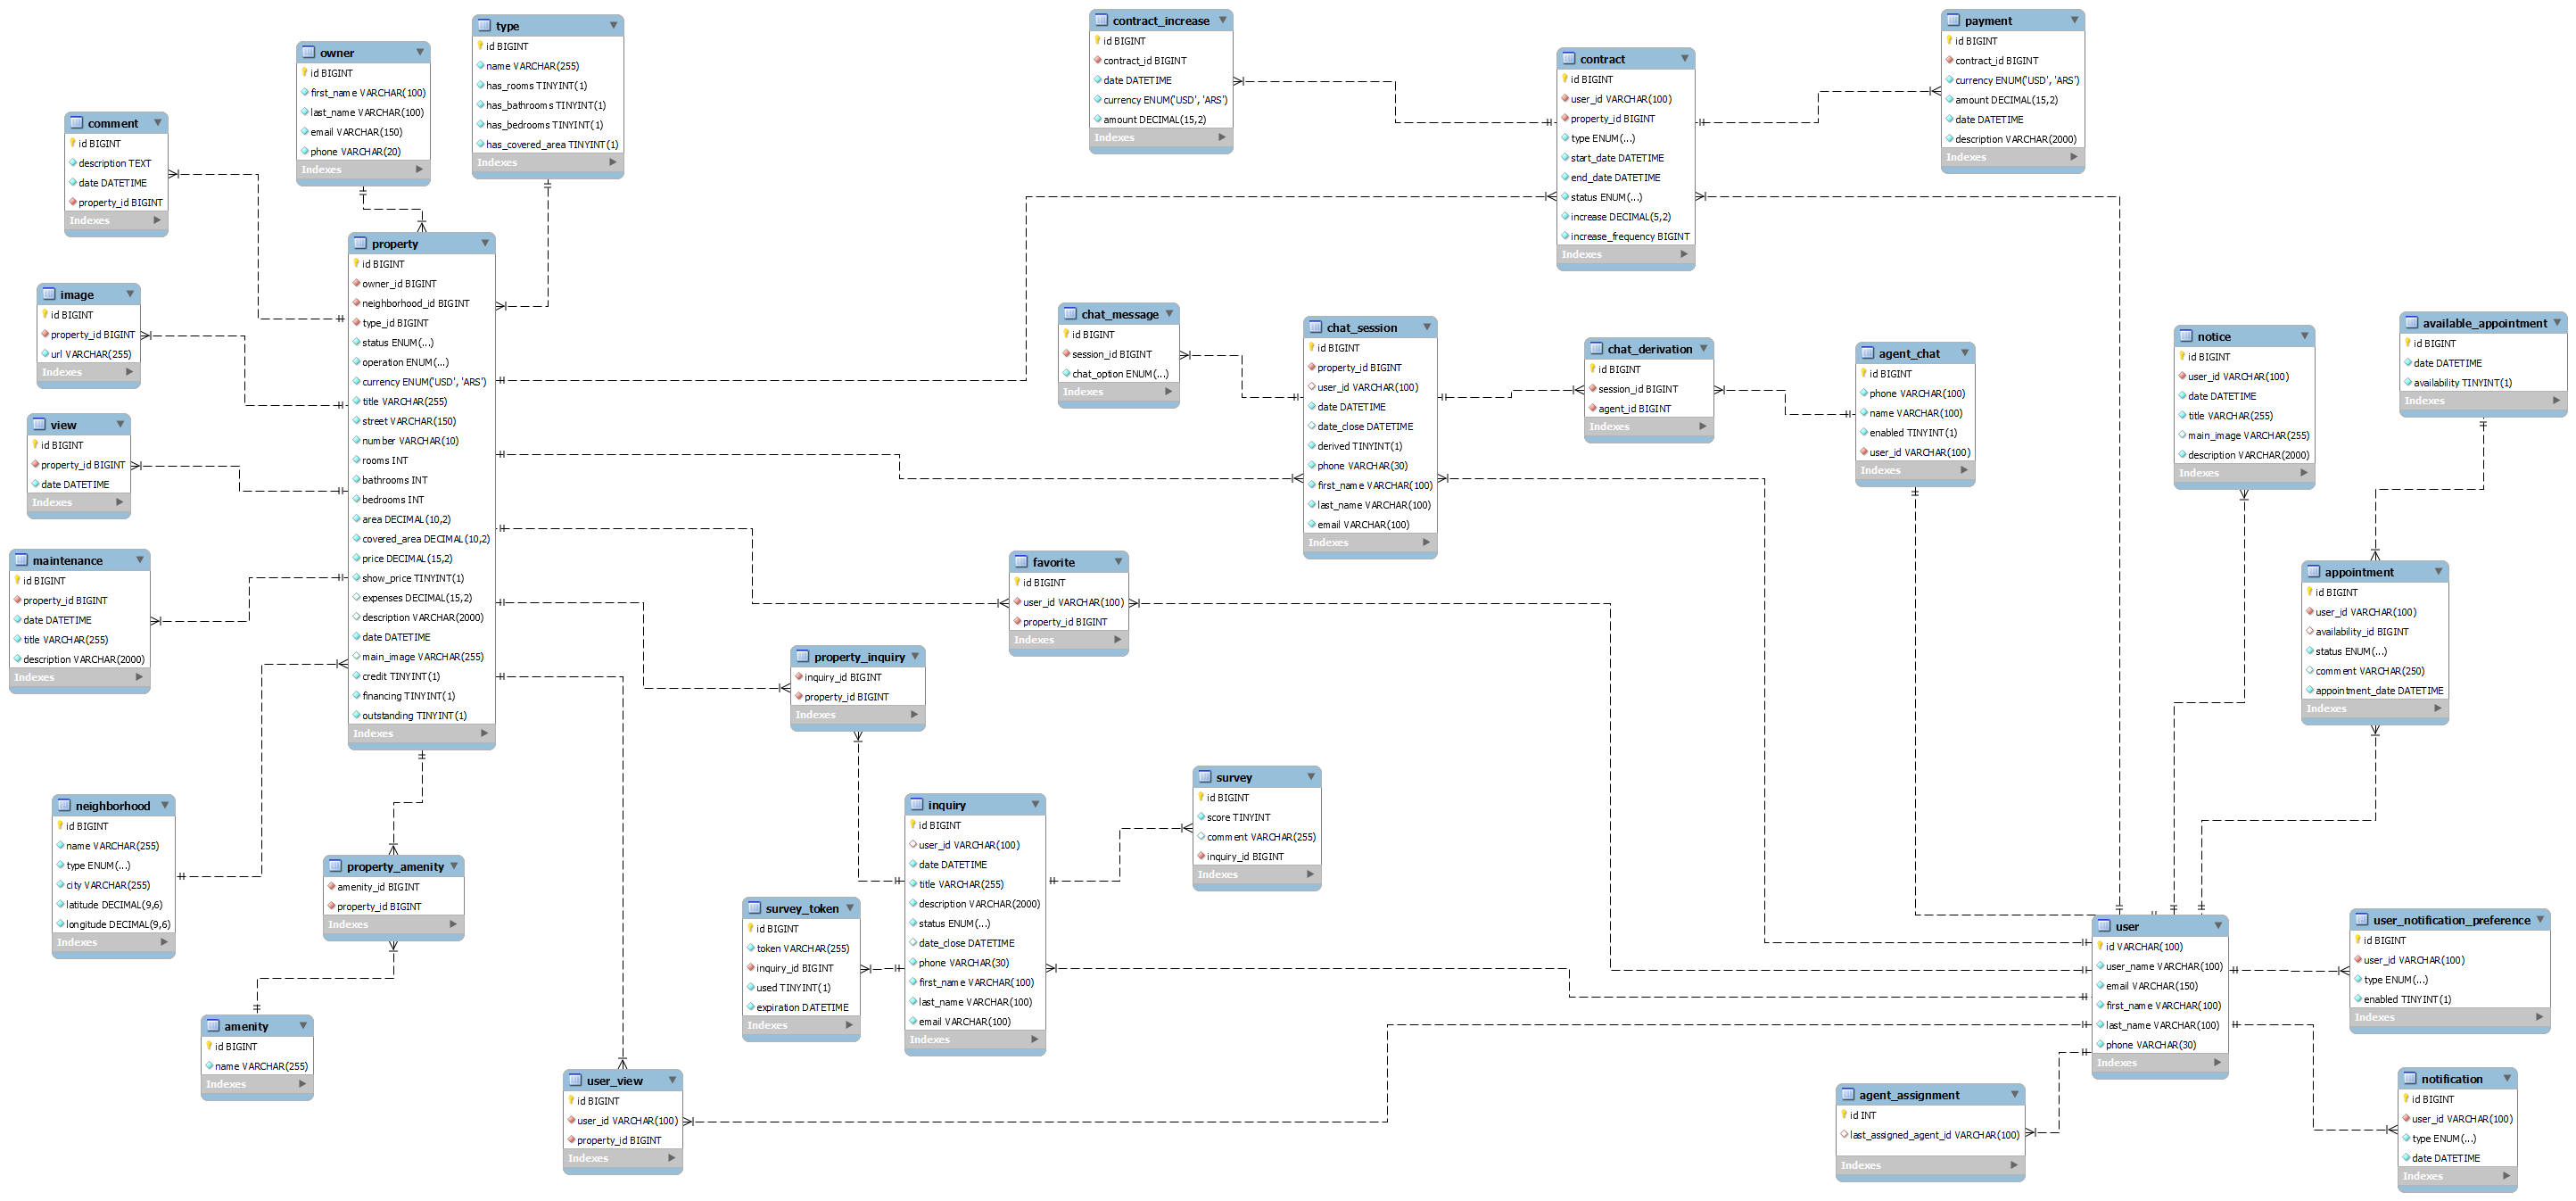 owner
id BIGINT
first_name VARCHAR(100)
last_name VARCHAR(100)
email VARCHAR(150)
phone VARCHAR(20)
Indexes
type
id BIGINT
name VARCHAR(255)
has_rooms TINYINT(1)
has_bathrooms TINYINT(1)
has_bedrooms TINYINT(1)
has_covered_area TINYINT(1)
Indexes
contract_increase
id BIGINT
contract_id BIGINT
date DATETIME
currency ENUM('USD', 'ARS')
amount DECIMAL(15,2)
Indexes
contract
id BIGINT
user_id VARCHAR(100)
property_id BIGINT
type ENUM(...)
start_date DATETIME
end_date DATETIME
status ENUM(...)
increase DECIMAL(5,2)
increase_frequency BIGINT
Indexes
payment
id BIGINT
contract_id BIGINT
currency ENUM('USD', 'ARS')
amount DECIMAL(15,2)
date DATETIME
description VARCHAR(2000)
Indexes
comment
id BIGINT
description TEXT
date DATETIME
property_id BIGINT
Indexes
image
id BIGINT
property_id BIGINT
url VARCHAR(255)
Indexes
view
id BIGINT
property_id BIGINT
date DATETIME
Indexes
maintenance
id BIGINT
property_id BIGINT
date DATETIME
title VARCHAR(255)
description VARCHAR(2000)
Indexes
property
id BIGINT
owner_id BIGINT
neighborhood_id BIGINT
type_id BIGINT
status ENUM(...)
operation ENUM(...)
currency ENUM('USD', 'ARS')
title VARCHAR(255)
street VARCHAR(150)
number VARCHAR(10)
rooms INT
bathrooms INT
bedrooms INT
area DECIMAL(10,2)
covered_area DECIMAL(10,2)
price DECIMAL(15,2)
show_price TINYINT(1)
expenses DECIMAL(15,2)
description VARCHAR(2000)
date DATETIME
main_image VARCHAR(255)
credit TINYINT(1)
financing TINYINT(1)
outstanding TINYINT(1)
Indexes
chat_message
id BIGINT
session_id BIGINT
chat_option ENUM(...)
Indexes
chat_session
id BIGINT
property_id BIGINT
user_id VARCHAR(100)
date DATETIME
date_close DATETIME
derived TINYINT(1)
phone VARCHAR(30)
first_name VARCHAR(100)
last_name VARCHAR(100)
email VARCHAR(100)
Indexes
chat_derivation
id BIGINT
session_id BIGINT
agent_id BIGINT
Indexes
agent_chat
id BIGINT
phone VARCHAR(100)
name VARCHAR(100)
enabled TINYINT(1)
user_id VARCHAR(100)
Indexes
notice
id BIGINT
user_id VARCHAR(100)
date DATETIME
title VARCHAR(255)
main_image VARCHAR(255)
description VARCHAR(2000)
Indexes
available_appointment
id BIGINT
date DATETIME
availability TINYINT(1)
Indexes
appointment
id BIGINT
user_id VARCHAR(100)
availability_id BIGINT
status ENUM(...)
comment VARCHAR(250)
appointment_date DATETIME
Indexes
favorite
id BIGINT
user_id VARCHAR(100)
property_id BIGINT
Indexes
property_inquiry
inquiry_id BIGINT
property_id BIGINT
Indexes
neighborhood
id BIGINT
name VARCHAR(255)
type ENUM(...)
city VARCHAR(255)
latitude DECIMAL(9,6)
longitude DECIMAL(9,6)
Indexes
property_amenity
amenity_id BIGINT
property_id BIGINT
Indexes
amenity
id BIGINT
name VARCHAR(255)
Indexes
survey
id BIGINT
score TINYINT
comment VARCHAR(255)
inquiry_id BIGINT
Indexes
inquiry
id BIGINT
user_id VARCHAR(100)
date DATETIME
title VARCHAR(255)
description VARCHAR(2000)
status ENUM(...)
date_close DATETIME
phone VARCHAR(30)
first_name VARCHAR(100)
last_name VARCHAR(100)
email VARCHAR(100)
Indexes
survey_token
id BIGINT
token VARCHAR(255)
inquiry_id BIGINT
used TINYINT(1)
expiration DATETIME
Indexes
user_view
id BIGINT
user_id VARCHAR(100)
property_id BIGINT
Indexes
user
id VARCHAR(100)
user_name VARCHAR(100)
email VARCHAR(150)
first_name VARCHAR(100)
last_name VARCHAR(100)
phone VARCHAR(30)
Indexes
user_notification_preference
id BIGINT
user_id VARCHAR(100)
type ENUM(...)
enabled TINYINT(1)
Indexes
agent_assignment
id INT
last_assigned_agent_id VARCHAR(100)
Indexes
notification
id BIGINT
user_id VARCHAR(100)
type ENUM(...)
date DATETIME
Indexes